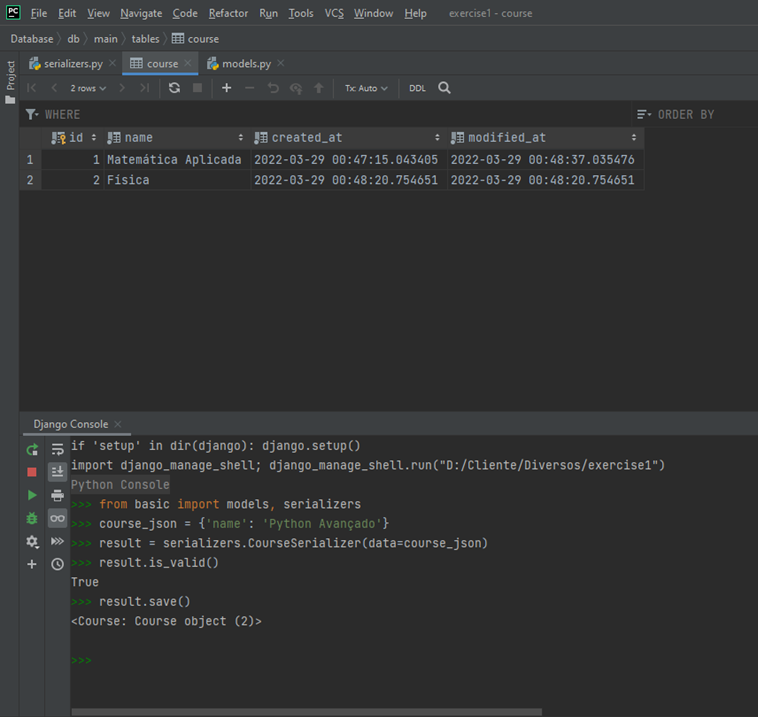 PC File Edit View Navigate Code Refactor Run Tools VCS Window Help exercise1 - course
Database db main tables course
Project
serializers.py course models.py
2 rows Tx: Auto DDL
WHERE ORDER BY
id name created_at modified_at
1 1 Matemática Aplicada 2022-03-29 00:47:15.043405 2022-03-29 00:48:37.035476
2 2 Física 2022-03-29 00:48:20.754651 2022-03-29 00:48:20.754651
Django Console
if 'setup' in dir(django): django.setup()
import django_manage_shell; django_manage_shell.run("D:/Cliente/Diversos/exercise1")
Python Console
>>> from basic import models, serializers
>>> course_json = {'name': 'Python Avançado'}
>>> result = serializers.CourseSerializer(data=course_json)
>>> result.is_valid()
True
>>> result.save()
<Course: Course object (2)>
>>>